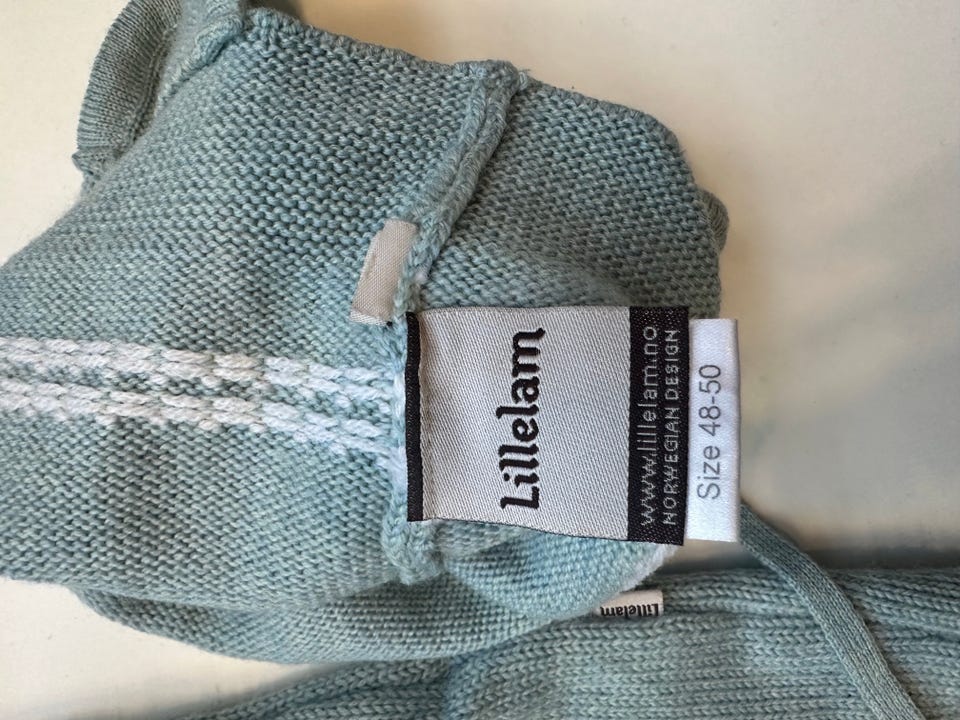 Lillelam
www.lillelam.no
NORWEGIAN DESIGN
Size 48-50
Lillelam